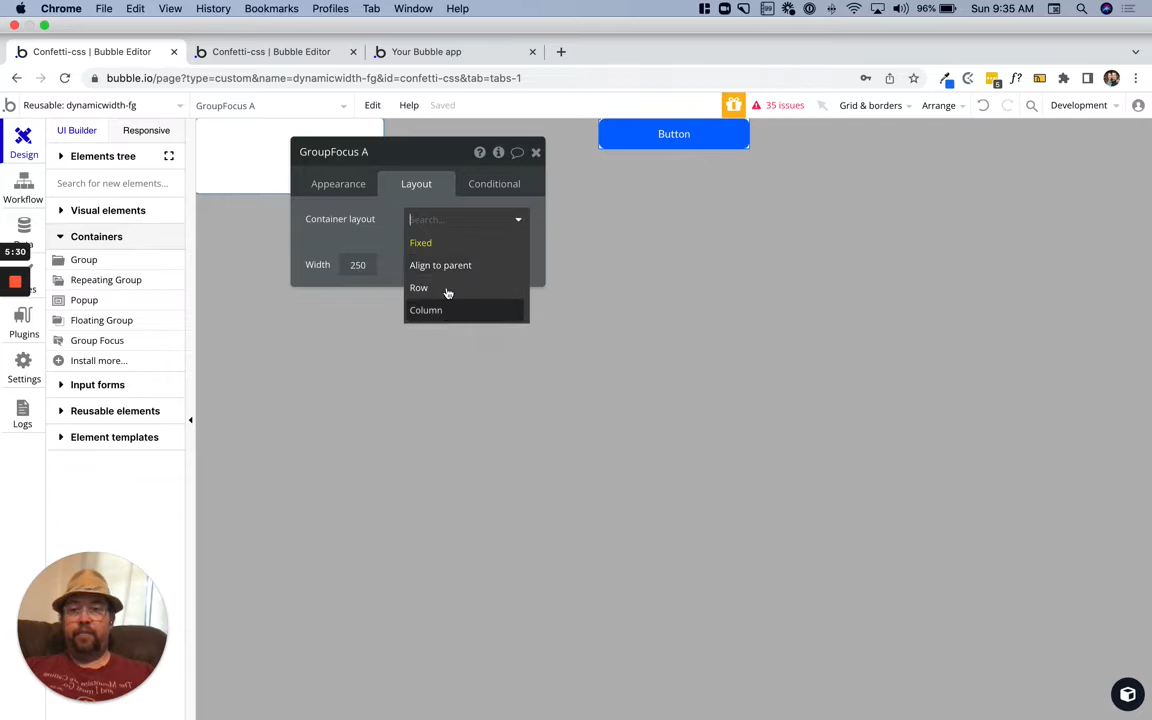 Chrome File Edit View History Bookmarks Profiles Tab Window Help 96% Sun 9:35 AM
Confetti-css | Bubble Editor Confetti-css | Bubble Editor Your Bubble app
bubble.io/page?type=custom&name=dynamicwidth-fg&id=confetti-css&tab=tabs-1
Reusable: dynamicwidth-fg GroupFocus A Edit Help Saved 35 issues Grid & borders Arrange Development
UI Builder Responsive
Design
Elements tree
Search for new elements...
Workflow
Visual elements
Containers
Group
5:30
Repeating Group
Popup
Plugins
Floating Group
Group Focus
Settings
Install more...
Input forms
Logs
Reusable elements
Element templates
GroupFocus A
Appearance Layout Conditional
Container layout Search...
Fixed
Width 250 Align to parent
Row
Column
Button